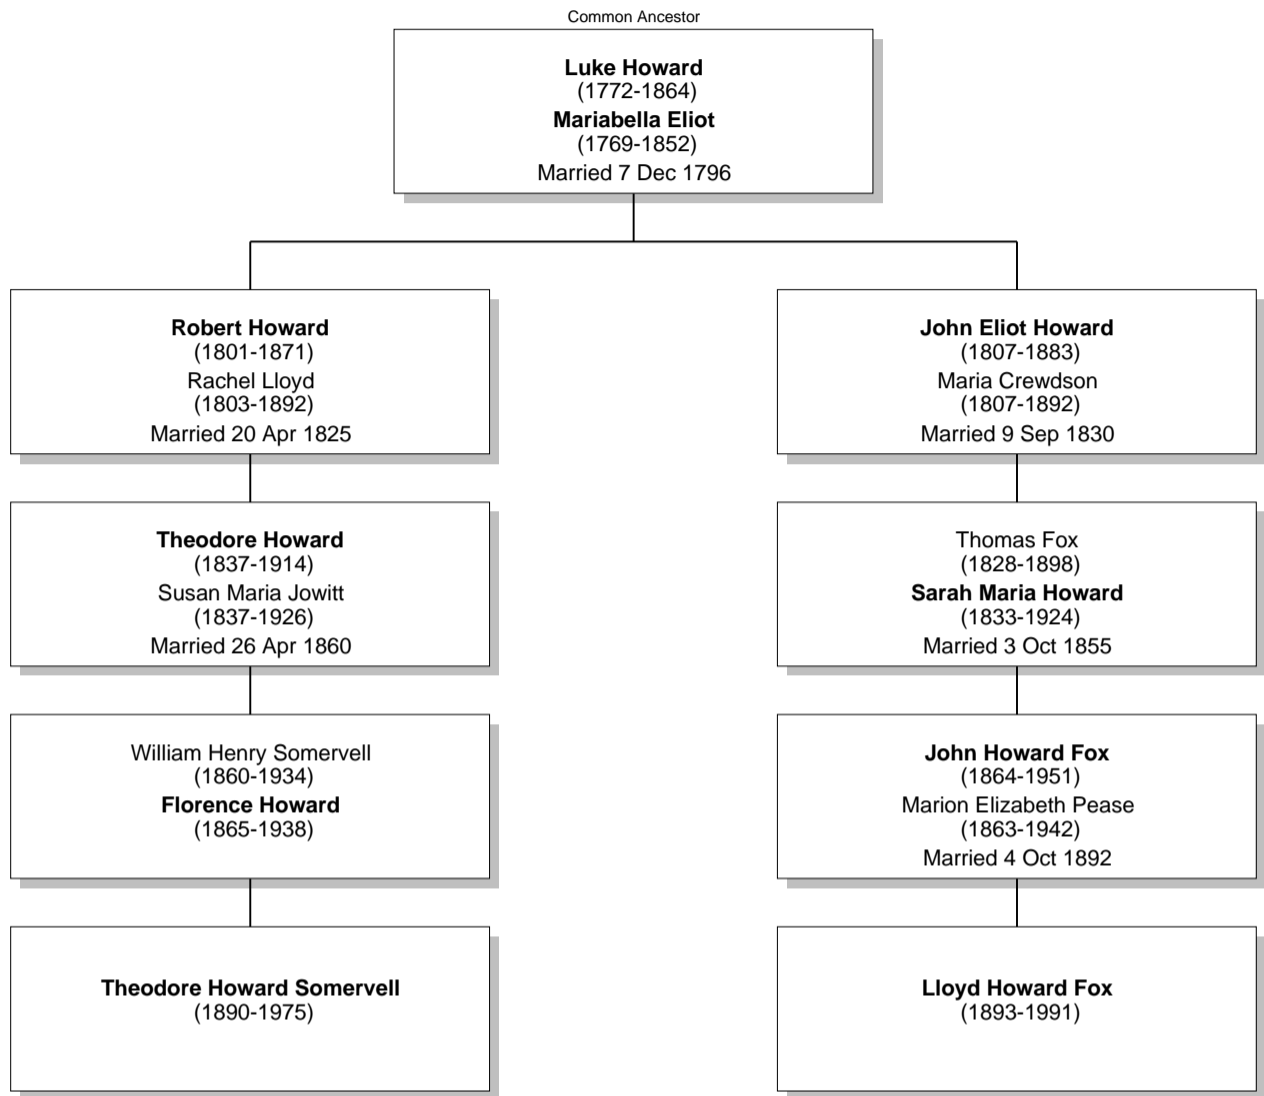 Common Ancestor
Luke Howard
(1772-1864)
Mariabella Eliot
(1769-1852)
Married 7 Dec 1796
Robert Howard
(1801-1871)
Rachel Lloyd
(1803-1892)
Married 20 Apr 1825
John Eliot Howard
(1807-1883)
Maria Crewdson
(1807-1892)
Married 9 Sep 1830
Theodore Howard
(1837-1914)
Susan Maria Jowitt
(1837-1926)
Married 26 Apr 1860
Thomas Fox
(1828-1898)
Sarah Maria Howard
(1833-1924)
Married 3 Oct 1855
William Henry Somervell
(1860-1934)
Florence Howard
(1865-1938)
John Howard Fox
(1864-1951)
Marion Elizabeth Pease
(1863-1942)
Married 4 Oct 1892
Theodore Howard Somervell
(1890-1975)
Lloyd Howard Fox
(1893-1991)